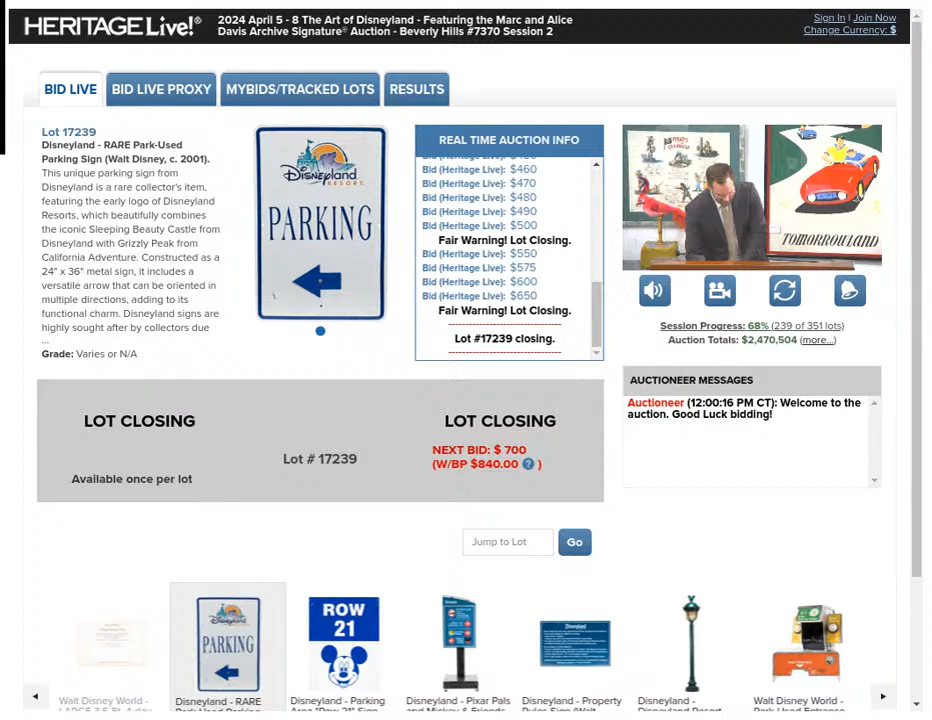 HERITAGE Live!®
2024 April 5 - 8 The Art of Disneyland - Featuring the Marc and Alice
Davis Archive Signature® Auction - Beverly Hills #7370 Session 2
Sign In | Join Now
Change Currency: $
BID LIVE
BID LIVE PROXY
MYBIDS/TRACKED LOTS
RESULTS
Lot 17239
Disneyland - RARE Park-Used
Parking Sign (Walt Disney, c. 2001).
This unique parking sign from
Disneyland is a rare collector's item,
featuring the early logo of Disneyland
Resorts, which beautifully combines
the iconic Sleeping Beauty Castle from
Disneyland with Grizzly Peak from
California Adventure. Constructed as a
24" x 36" metal sign, it includes a
versatile arrow that can be oriented in
multiple directions, adding to its
functional charm. Disneyland signs are
highly sought after by collectors due
...
Grade: Varies or N/A
Disneyland
RESORT
PARKING
REAL TIME AUCTION INFO
Bid (Heritage Live):
Bid (Heritage Live): $460
Bid (Heritage Live): $470
Bid (Heritage Live): $480
Bid (Heritage Live): $490
Bid (Heritage Live): $500
Fair Warning! Lot Closing.
Bid (Heritage Live): $550
Bid (Heritage Live): $575
Bid (Heritage Live): $600
Bid (Heritage Live): $650
Fair Warning! Lot Closing.
Lot #17239 closing.
TOMORROWLAND
Session Progress: 68% (239 of 351 lots)
Auction Totals: $2,470,504 (more...)
AUCTIONEER MESSAGES
Auctioneer (12:00:16 PM CT): Welcome to the
auction. Good Luck bidding!
LOT CLOSING
Available once per lot
Lot # 17239
LOT CLOSING
NEXT BID: $ 700
(W/BP $840.00 ? )
Jump to Lot
Go
Disneyland
PARKING
ROW
21
Walt Disney World -
Disneyland - RARE
Park-Used Parking
Disneyland - Parking
Area "Row 21" Sign
Disneyland - Pixar Pals
and Mickey & Friends
Disneyland - Property
Rules Sign (Walt
Disneyland -
Disneyland Resort
Walt Disney World -
Park-Used Entrance